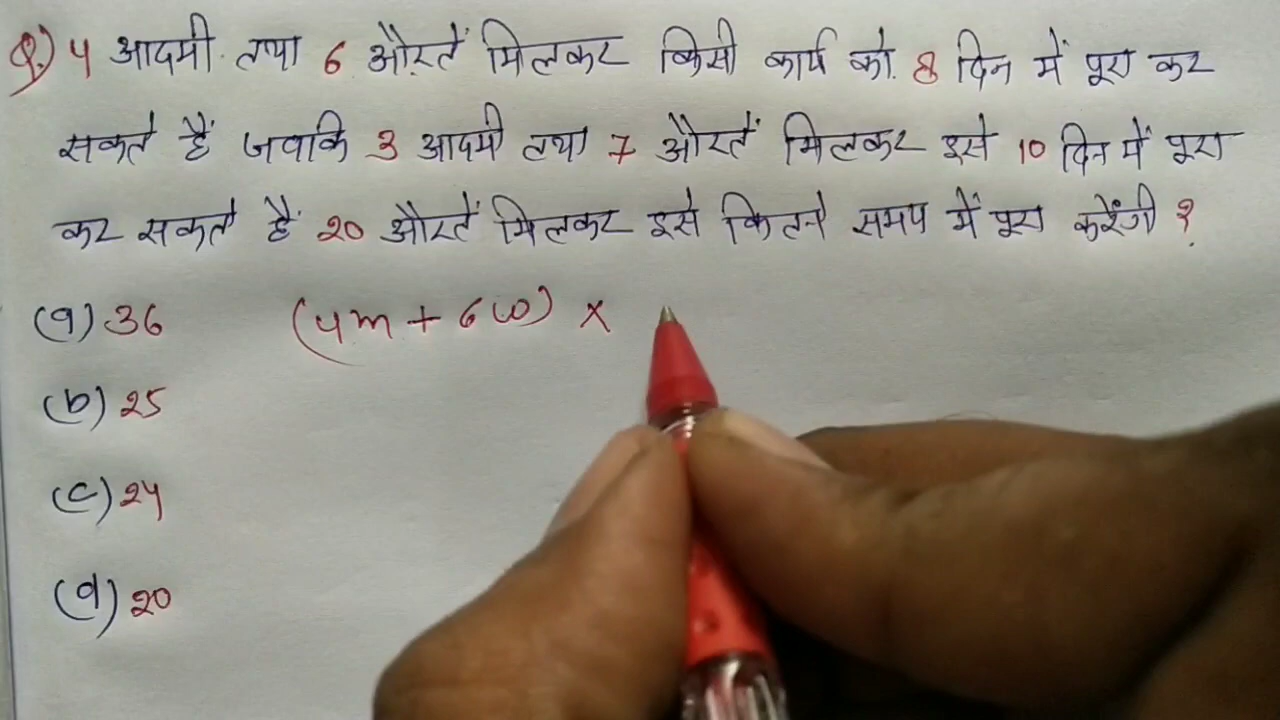 Q.) 4 आदमी तथा 6 औरतें मिलकर किसी कार्य को 8 दिन में पूरा कर
सकते हैं जबकि 3 आदमी तथा 7 औरतें मिलकर इसे 10 दिन में पूरा
कर सकते हैं 20 औरतें मिलकर इसे कितने समय में पूरा करेंगी ?
(a) 36
(4m + 6w) ×
(b) 25
(c) 24
(d) 20